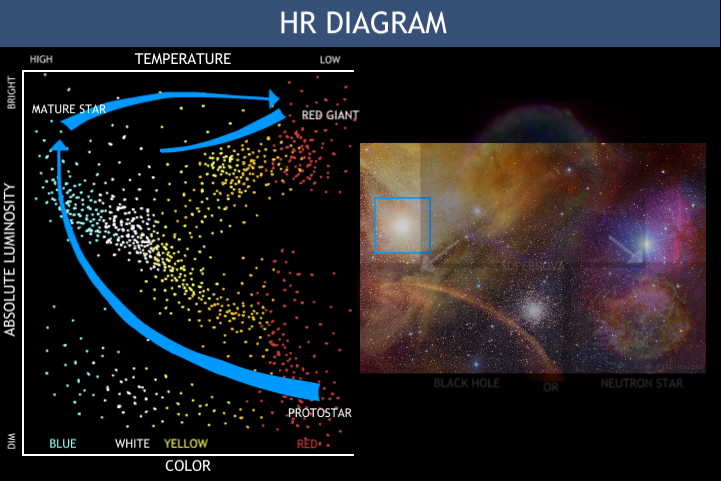 HR DIAGRAM
HIGH
TEMPERATURE
LOW
BRIGHT
MATURE STAR
RED GIANT
ABSOLUTE LUMINOSITY
SUPERNOVA
BLACK HOLE
OR
NEUTRON STAR
PROTOSTAR
DIM
BLUE
WHITE
YELLOW
RED
COLOR